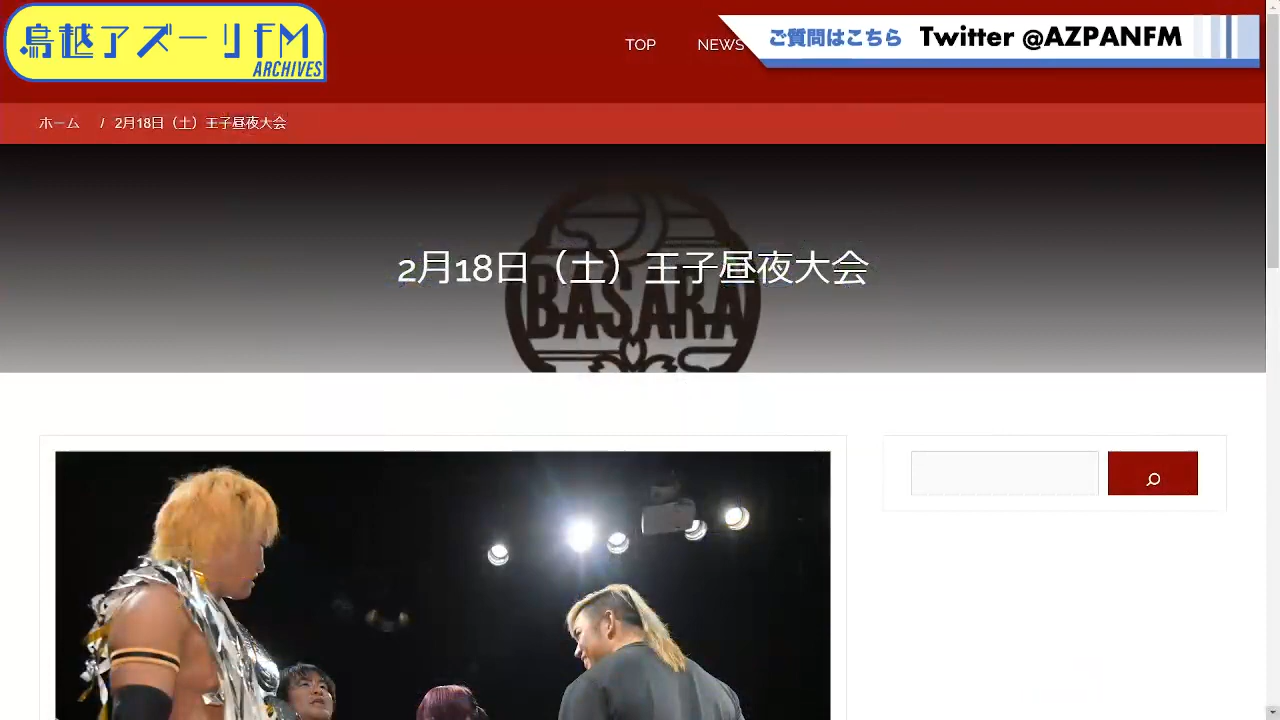 鳥越アズーリFM
ARCHIVES
TOP
NEWS
ご質問はこちら Twitter @AZPANFM
ホーム / 2月18日（土）王子昼夜大会
2月18日（土）王子昼夜大会
BASARA